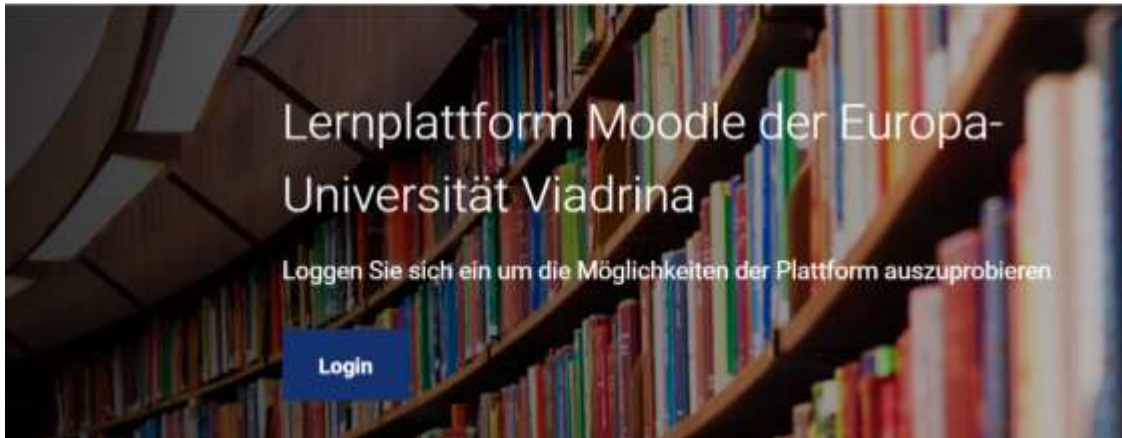 Lernplattform Moodle der Europa-
Universität Viadrina
Loggen Sie sich ein um die Möglichkeiten der Plattform auszuprobieren
Login